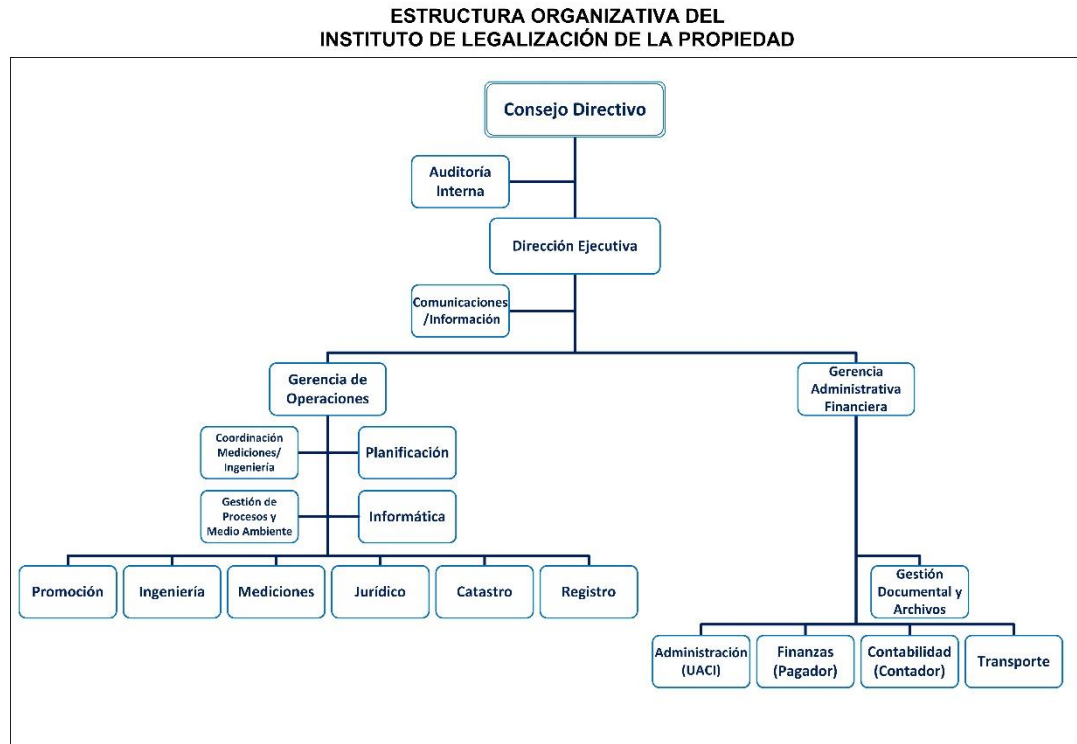 ESTRUCTURA ORGANIZATIVA DEL
INSTITUTO DE LEGALIZACIÓN DE LA PROPIEDAD
Consejo Directivo
Auditoría
Interna
Dirección Ejecutiva
Comunicaciones
/Información
Gerencia de
Operaciones
Gerencia
Administrativa
Financiera
Coordinación
Mediciones/
Ingeniería
Planificación
Gestión de
Procesos y
Medio Ambiente
Informática
Promoción
Ingeniería
Mediciones
Jurídico
Catastro
Registro
Gestión
Documental y
Archivos
Administración
(UACI)
Finanzas
(Pagador)
Contabilidad
(Contador)
Transporte